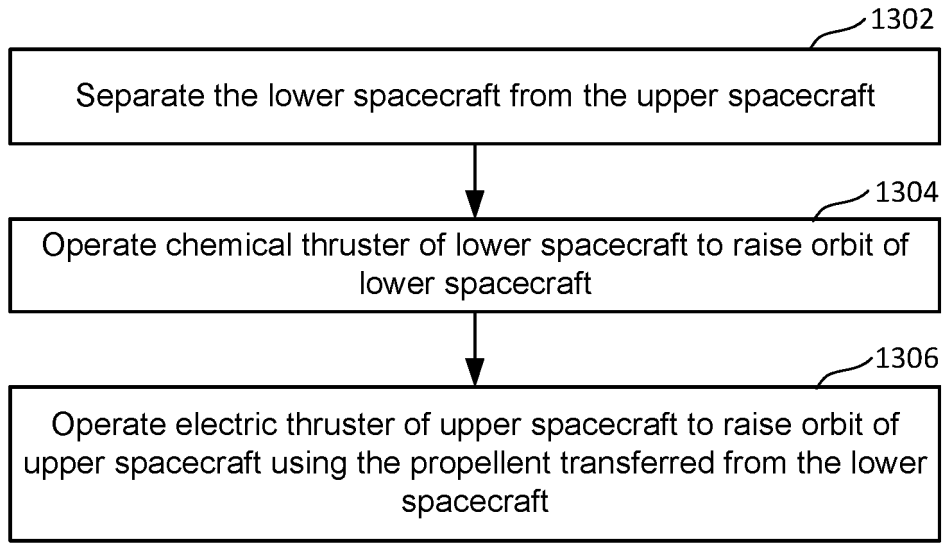 1302
Separate the lower spacecraft from the upper spacecraft
1304
Operate chemical thruster of lower spacecraft to raise orbit of
lower spacecraft
1306
Operate electric thruster of upper spacecraft to raise orbit of
upper spacecraft using the propellent transferred from the lower
spacecraft